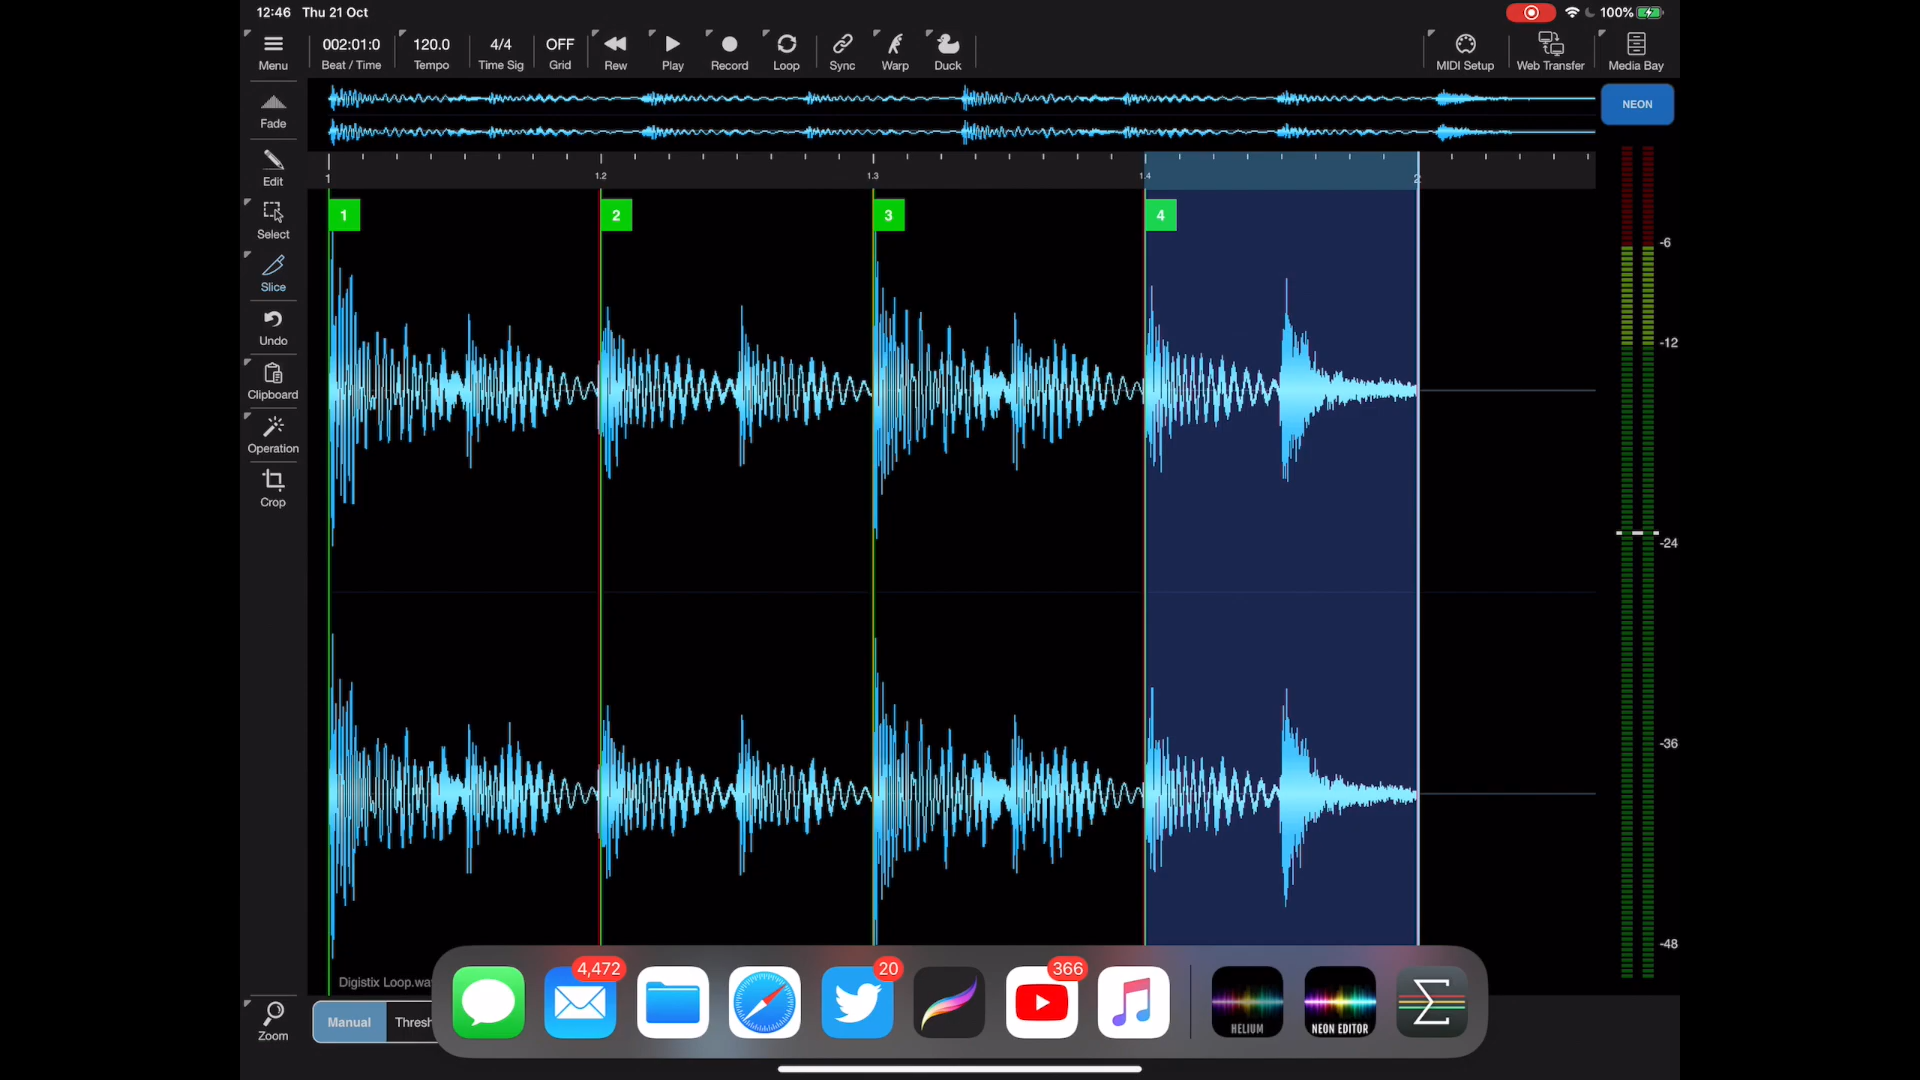 12:46 Thu 21 Oct 100%
Menu
002:01:0 Beat / Time
120.0 Tempo
4/4 Time Sig
OFF Grid
Rew
Play
Record
Loop
Sync
Warp
Duck
MIDI Setup
Web Transfer
Media Bay
Fade
Edit
Select
Slice
Undo
Clipboard
Operation
Crop
Zoom
NEON
1 1.2 1.3 1.4 2
1 2 3 4
-6
-12
-24
-36
-48
Digistix Loop.wa
Manual Thresh
4,472 20 366
HELIUM NEON EDITOR